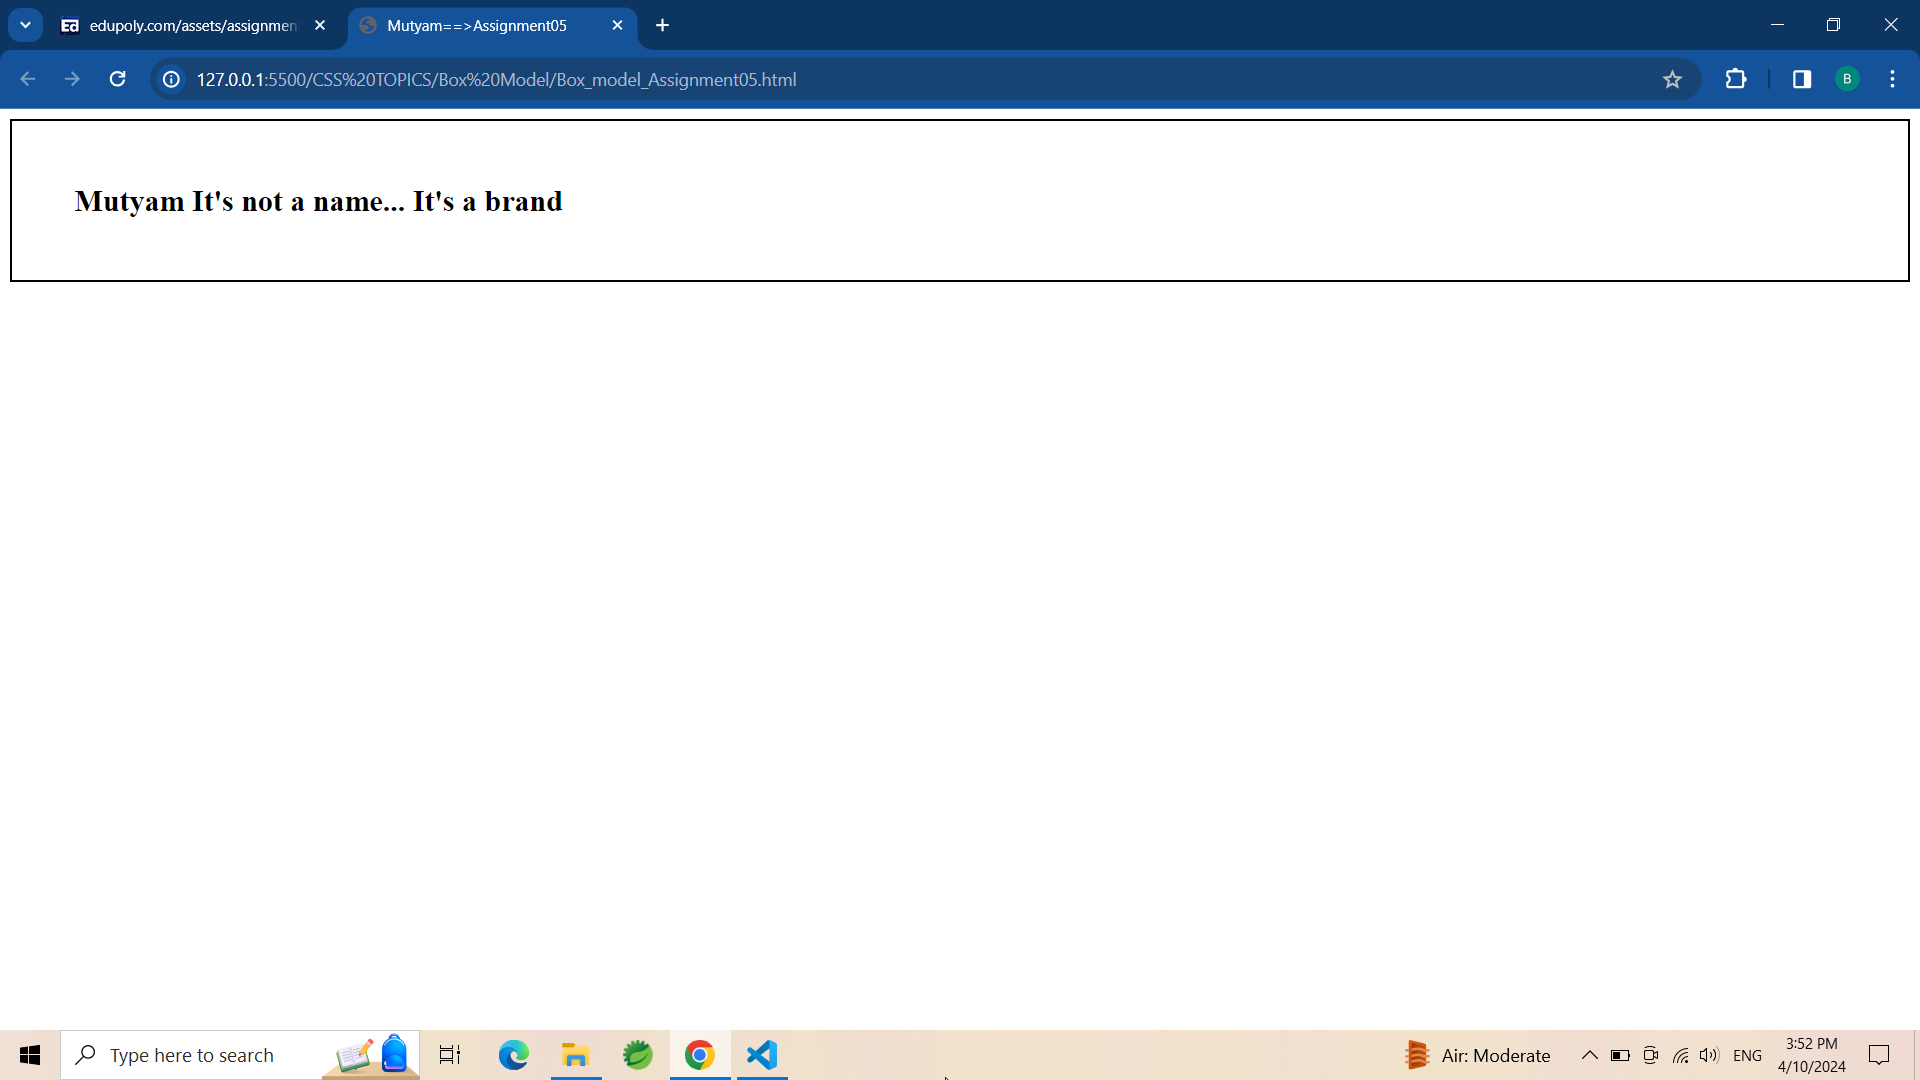 Ed edupoly.com/assets/assignmen
Mutyam==>Assignment05
127.0.0.1:5500/CSS%20TOPICS/Box%20Model/Box_model_Assignment05.html
B
Mutyam It's not a name... It's a brand
Type here to search
Air: Moderate
ENG
3:52 PM
4/10/2024